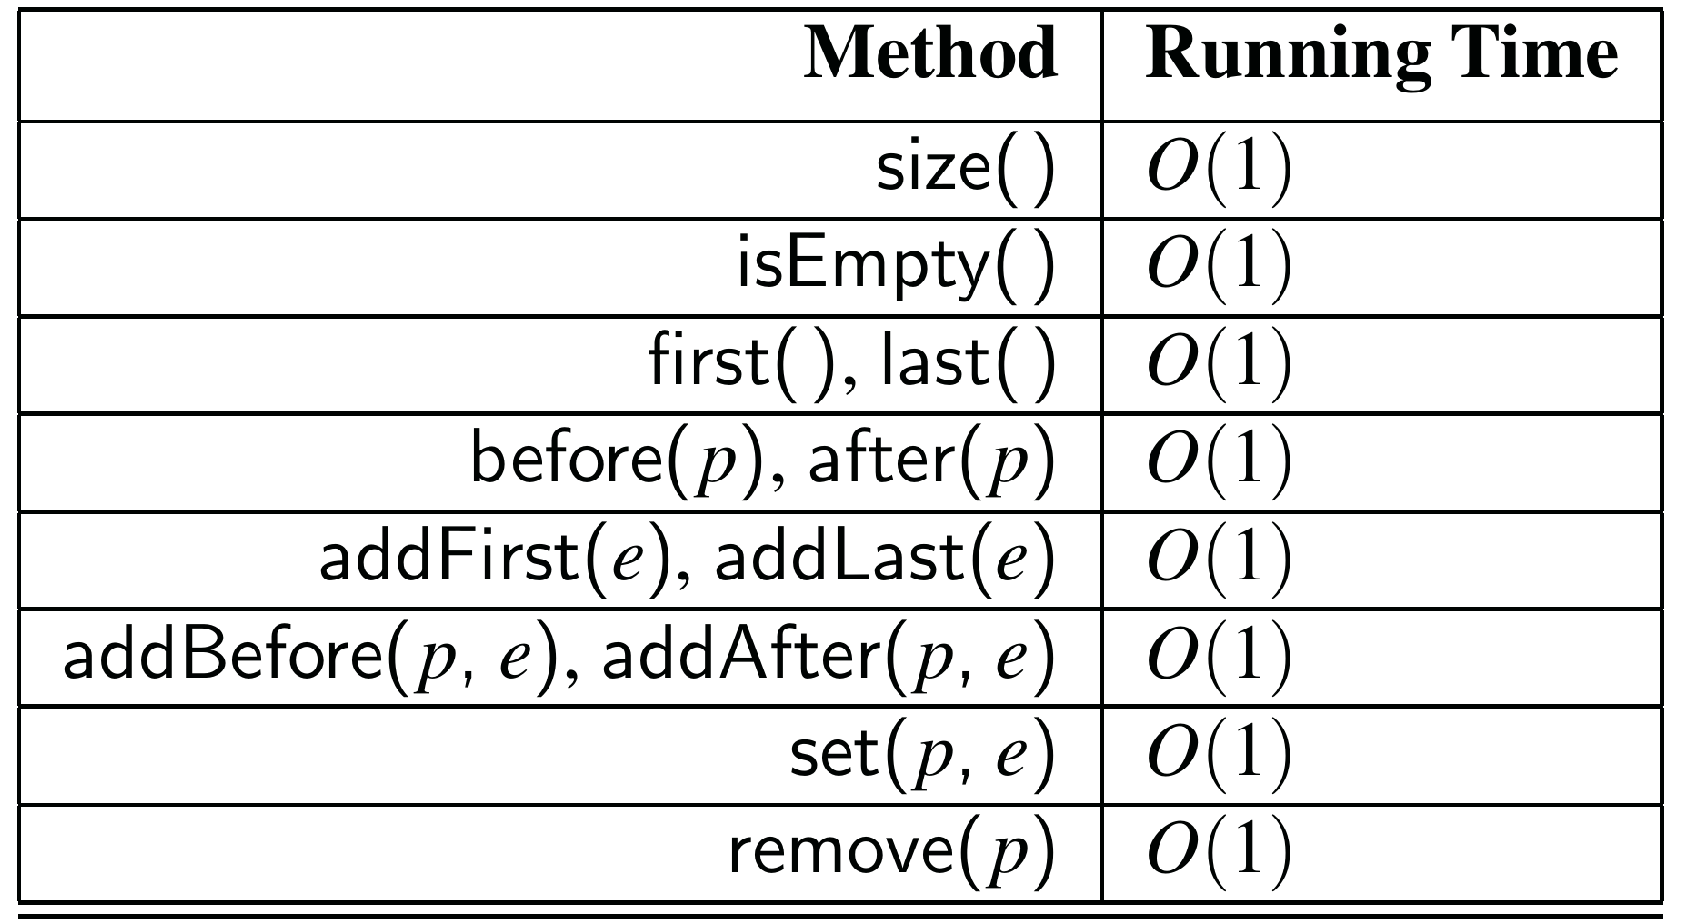 Method Running Time
size( ) O(1)
isEmpty( ) O(1)
first( ), last( ) O(1)
before(p), after(p) O(1)
addFirst(e), addLast(e) O(1)
addBefore(p, e), addAfter(p, e) O(1)
set(p, e) O(1)
remove(p) O(1)